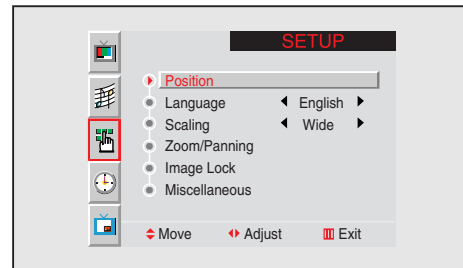 SETUP
Position
Language English
Scaling Wide
Zoom/Panning
Image Lock
Miscellaneous
Move Adjust Exit